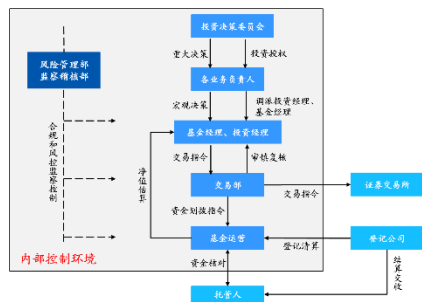 投资决策委员会
重大决策
投资授权
风险管理部
监察稽核部
各业务负责人
宏观决策
调派投资经理、
基金经理
基金经理、投资经理
合规和风控监察控制
净值估算
交易指令
审慎复核
交易部
交易指令
证券交易所
资金划拨指令
基金运营
登记清算
登记公司
内部控制环境
资金核对
结算交收
托管人